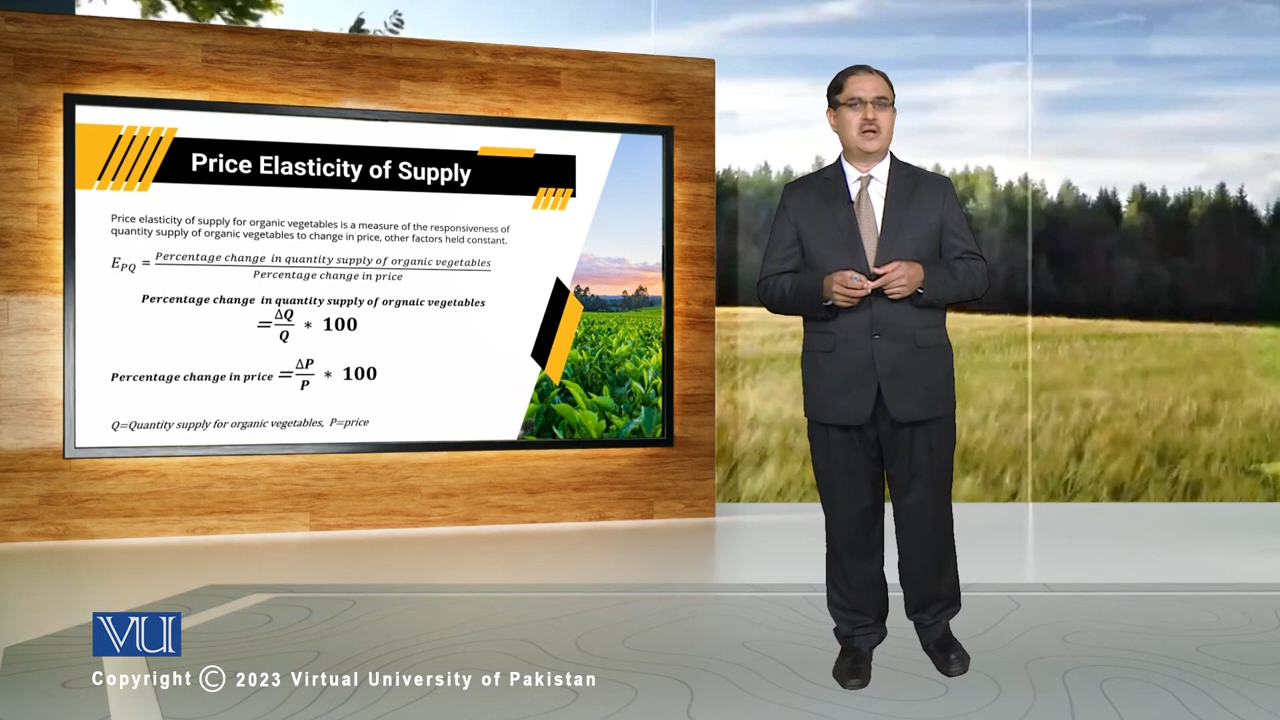 Price Elasticity of Supply
Price elasticity of supply for organic vegetables is a measure of the responsiveness of
quantity supply of organic vegetables to change in price, other factors held constant.
E_PQ = Percentage change in quantity supply of organic vegetables / Percentage change in price
Percentage change in quantity supply of orgnaic vegetables
= ΔQ / Q * 100
Percentage change in price = ΔP / P * 100
Q=Quantity supply for organic vegetables, P=price
VU
Copyright © 2023 Virtual University of Pakistan